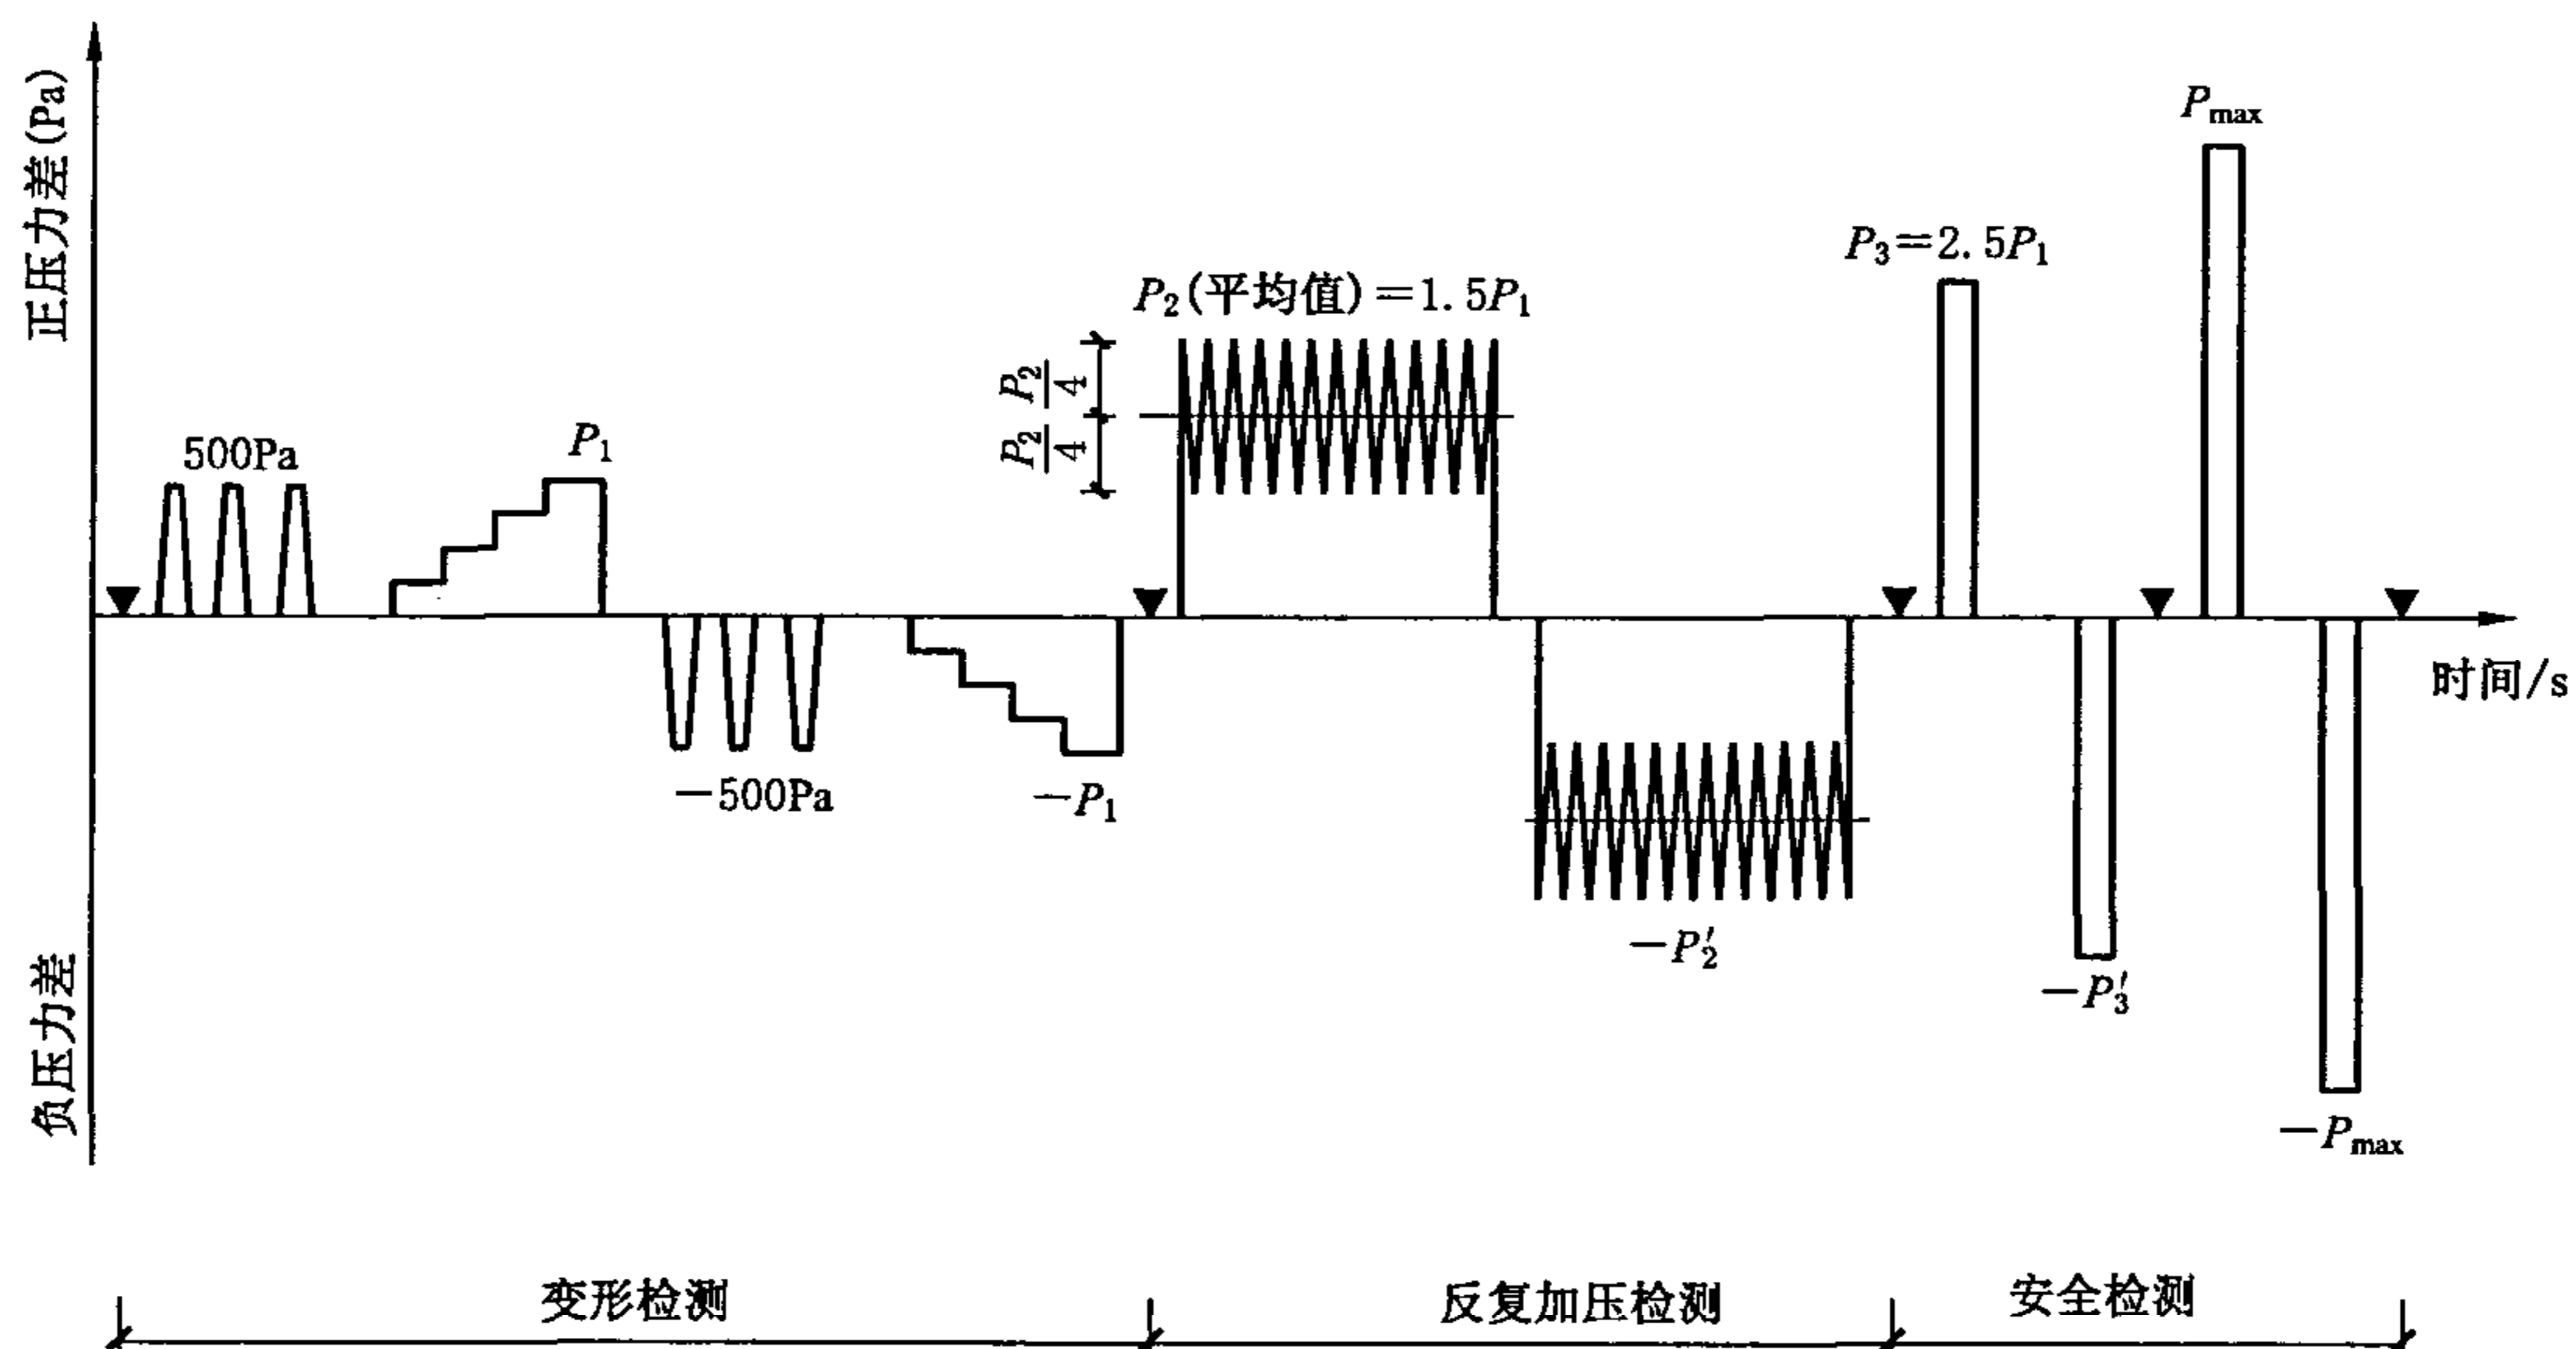 正压力差(Pa)
负压力差
500Pa
P₁
−500Pa
−P₁
P₂(平均值)=1.5P₁
P₂/4
P₂/4
−P′₂
P₃=2.5P₁
−P′₃
Pmax
−Pmax
时间/s
变形检测
反复加压检测
安全检测